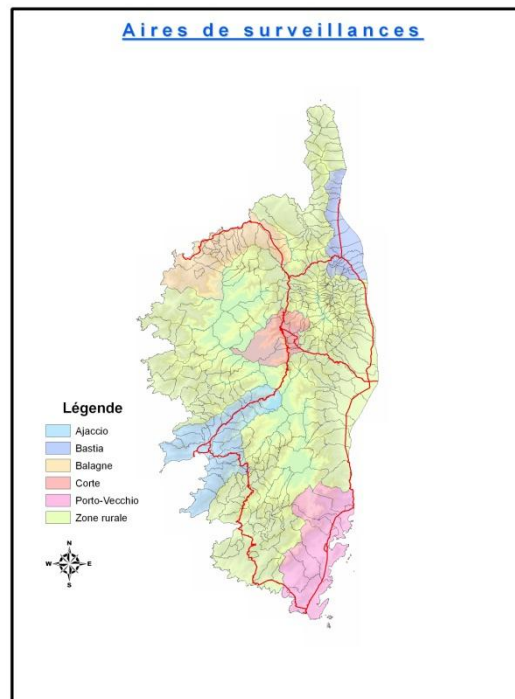 Aires de surveillances
Légende
Ajaccio
Bastia
Balagne
Corte
Porto-Vecchio
Zone rurale
N
W E
S